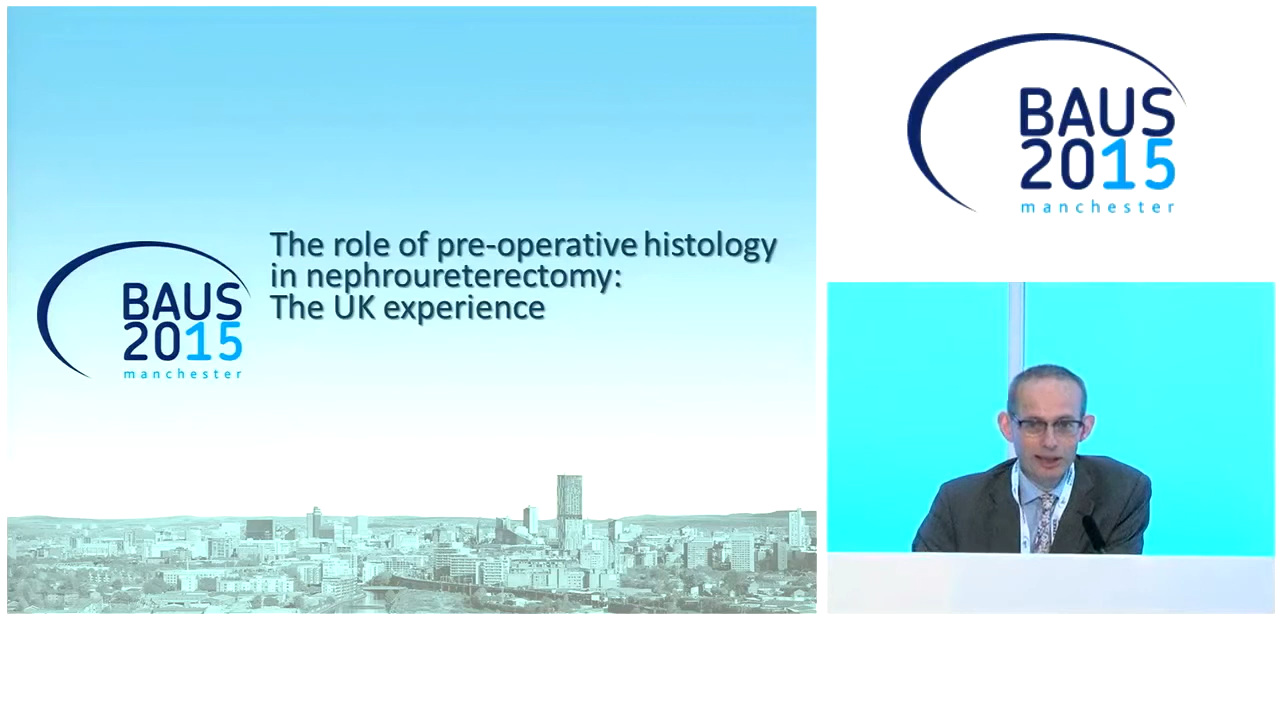 BAUS
2015
manchester
The role of pre-operative histology
in nephroureterectomy:
The UK experience
BAUS
2015
manchester